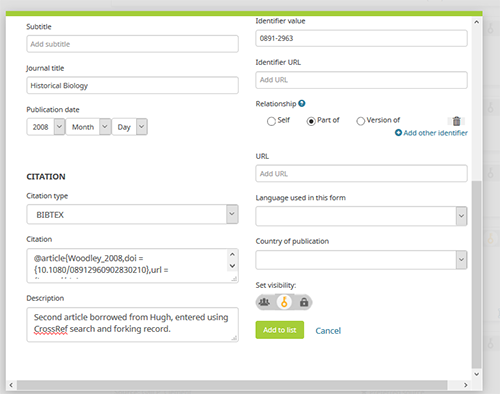 Subtitle
Add subtitle
Journal title
Historical Biology
Publication date
2008 Month Day
CITATION
Citation type
BIBTEX
Citation
@article{Woodley_2008,doi =
{10.1080/08912960902830210},url =
Description
Second article borrowed from Hugh, entered using
CrossRef search and forking record.
Identifier value
0891-2963
Identifier URL
Add URL
Relationship ?
Self Part of Version of
Add other identifier
URL
Add URL
Language used in this form
Country of publication
Set visibility:
Add to list Cancel